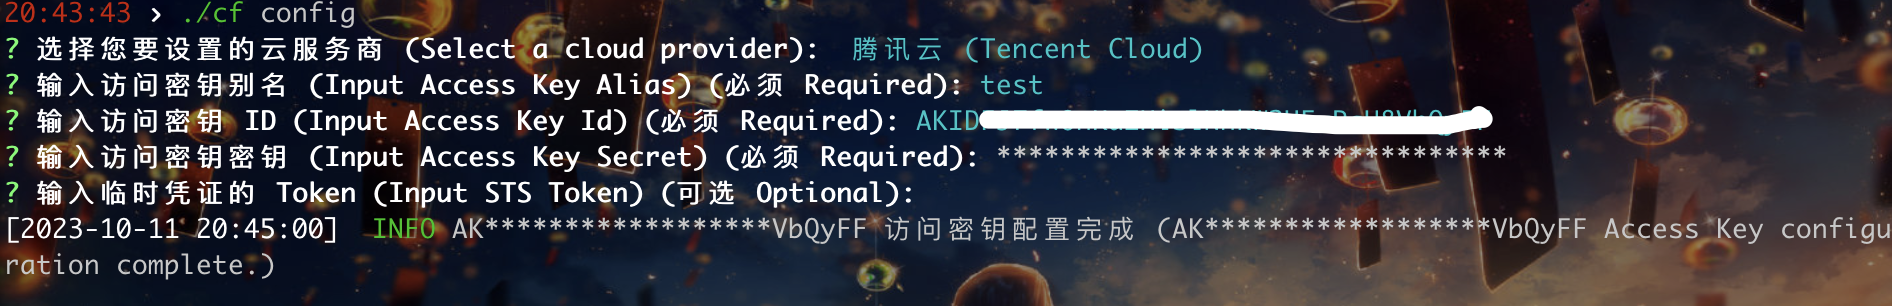 20:43:43 › ./cf config
? 选择您要设置的云服务商 (Select a cloud provider): 腾讯云 (Tencent Cloud)
? 输入访问密钥别名 (Input Access Key Alias) (必须 Required): test
? 输入访问密钥 ID (Input Access Key Id) (必须 Required): AKID
? 输入访问密钥密钥 (Input Access Key Secret) (必须 Required): ********************************
? 输入临时凭证的 Token (Input STS Token) (可选 Optional):
[2023-10-11 20:45:00] INFO AK******************VbQyFF 访问密钥配置完成 (AK******************VbQyFF Access Key configu
ration complete.)